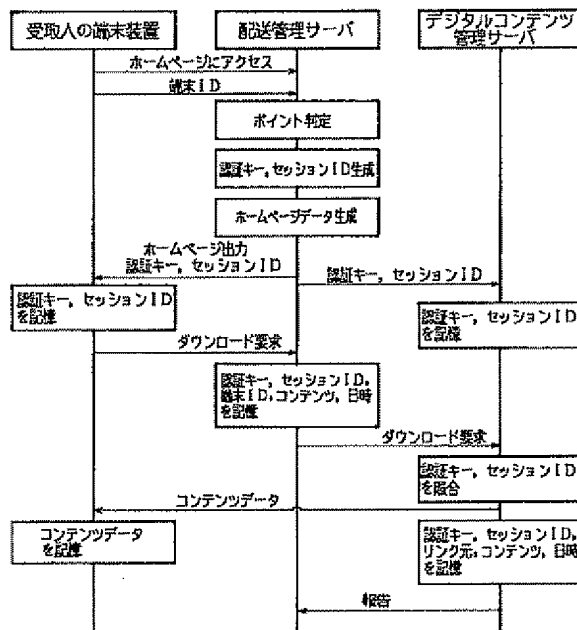 受取人の端末装置
配送管理サーバ
デジタルコンテンツ
管理サーバ
ホームページにアクセス
端末ID
ポイント判定
認証キー,セッションID生成
ホームページデータ生成
ホームページ出力
認証キー, セッションID
認証キー, セッションID
認証キー, セッションID
を記憶
認証キー, セッションID
を記憶
ダウンロード要求
認証キー, セッションID,
端末ID,コンテンツ, 日時
を記憶
ダウンロード要求
認証キー, セッションID
を照合
コンテンツデータ
コンテンツデータ
を記憶
認証キー, セッションID,
リンク元,コンテンツ, 日時
を記憶
報告